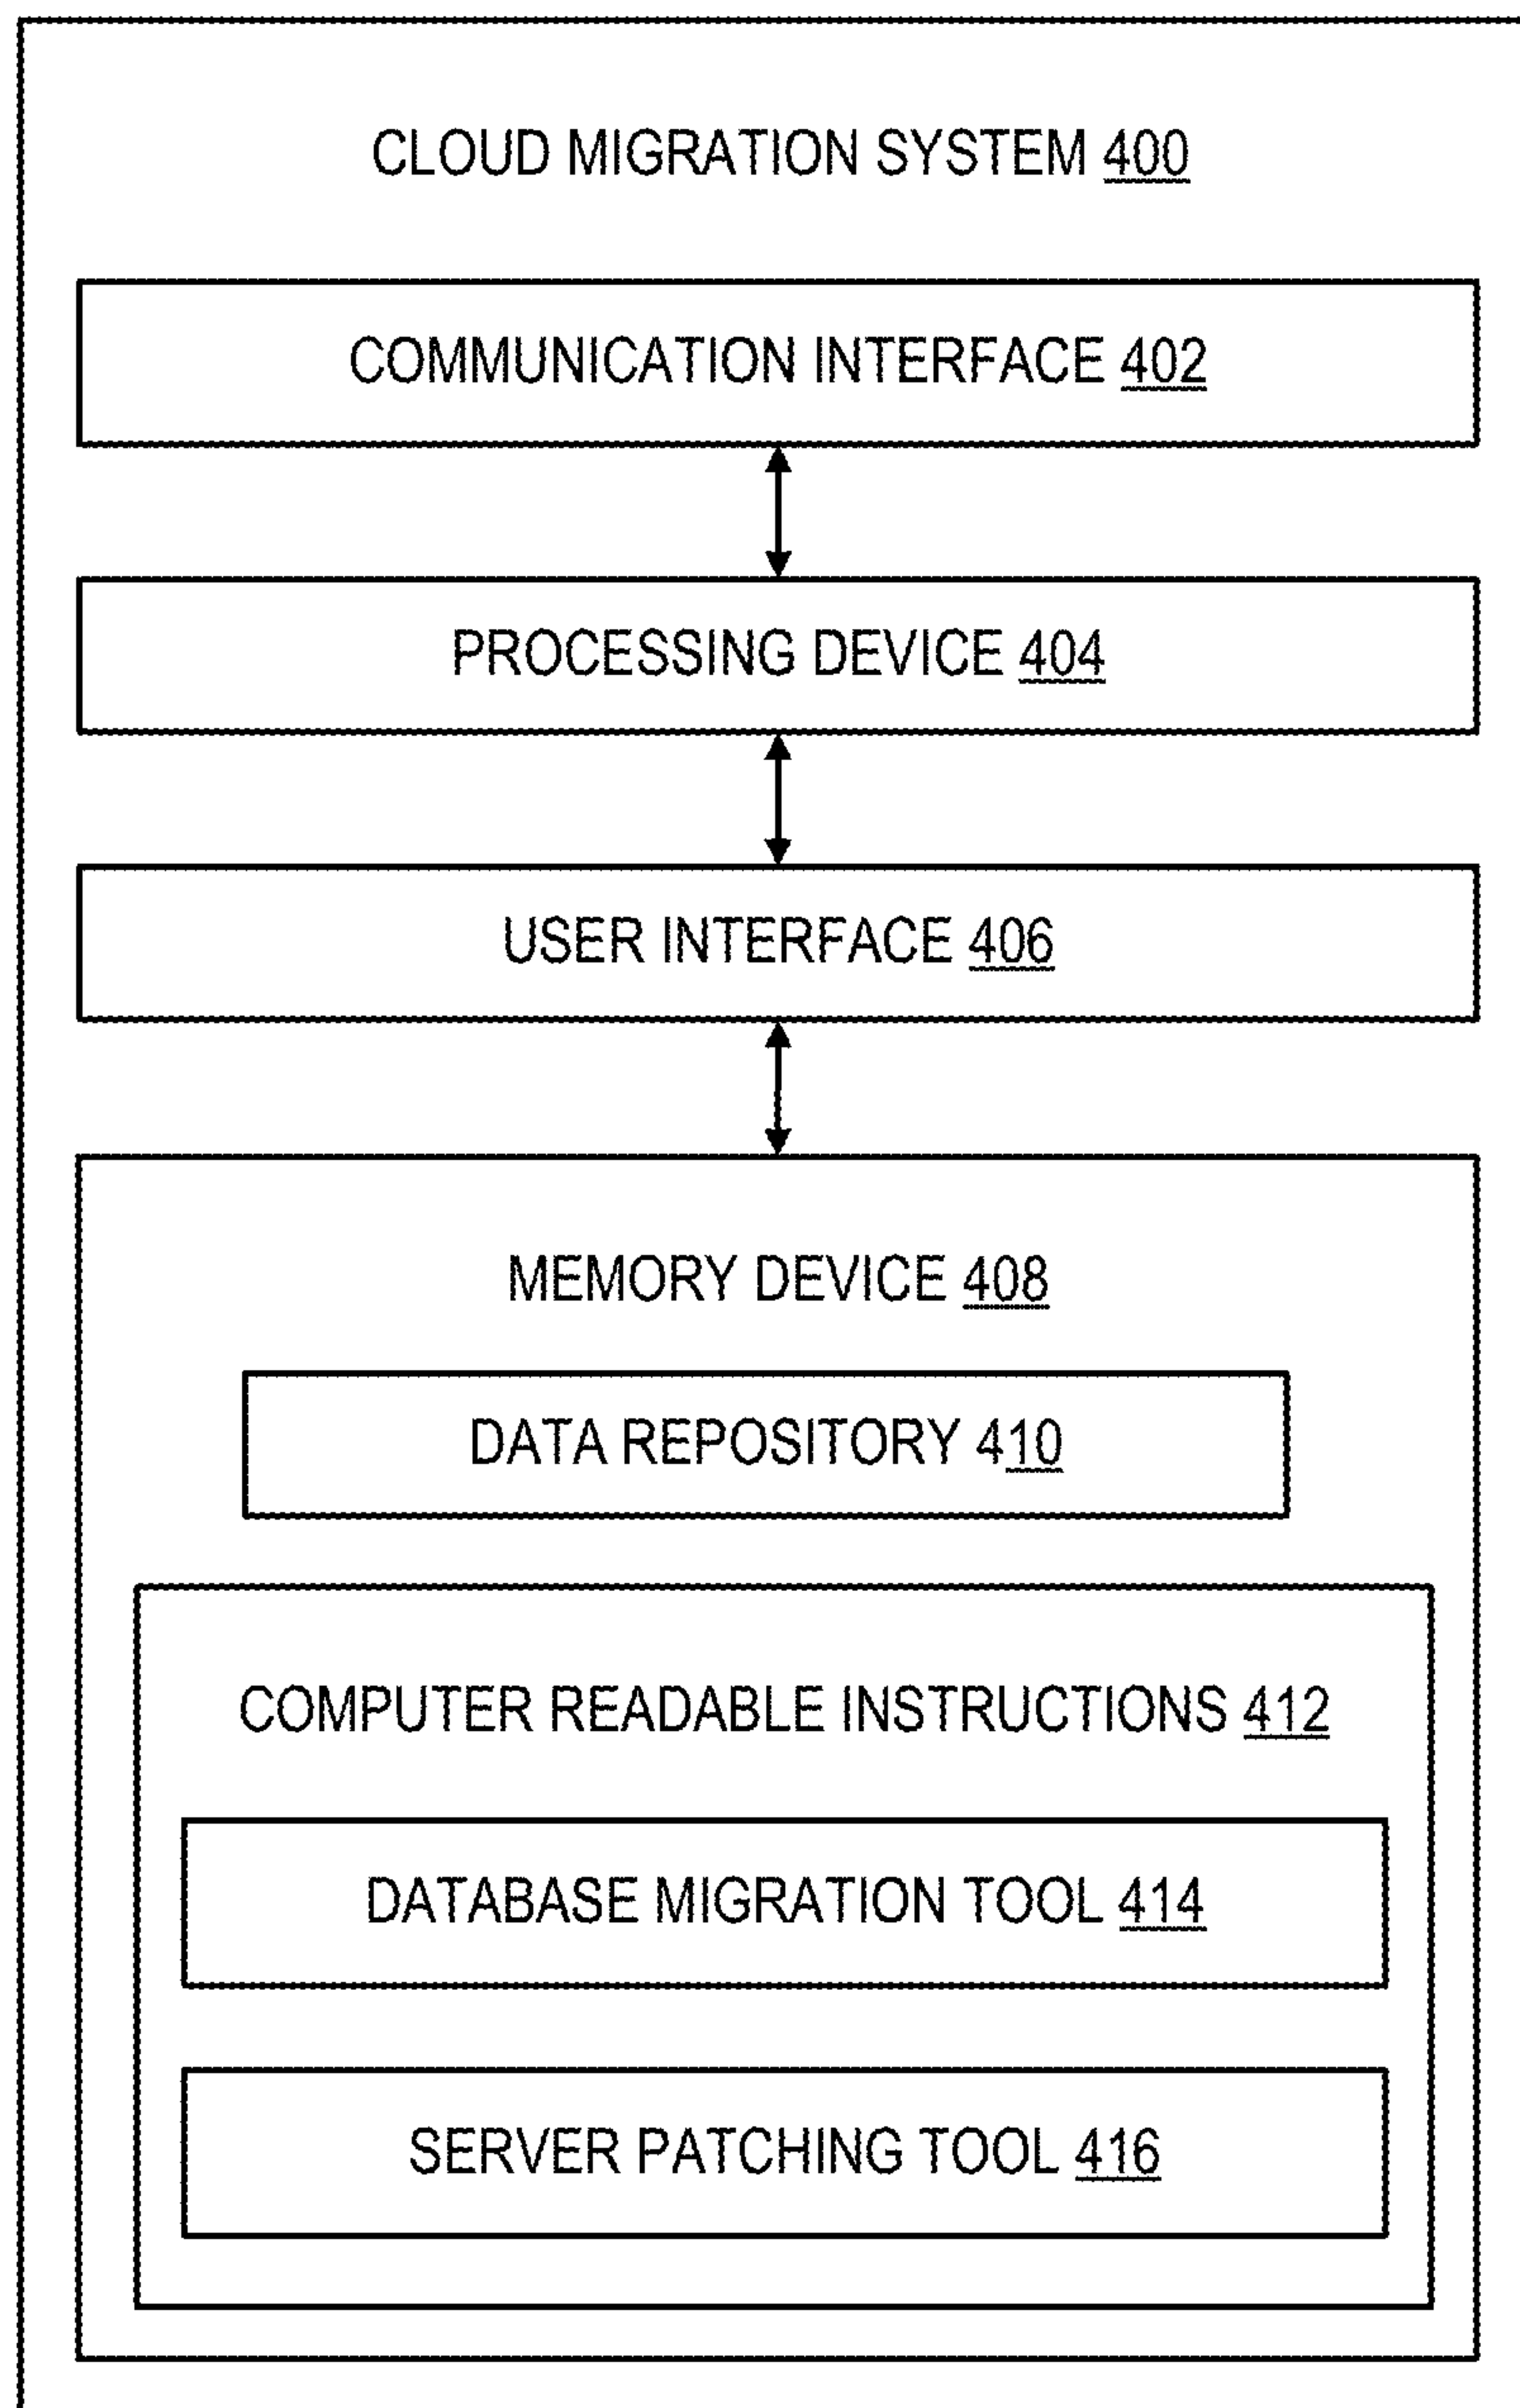 CLOUD MIGRATION SYSTEM 400
COMMUNICATION INTERFACE 402
PROCESSING DEVICE 404
USER INTERFACE 406
MEMORY DEVICE 408
DATA REPOSITORY 410
COMPUTER READABLE INSTRUCTIONS 412
DATABASE MIGRATION TOOL 414
SERVER PATCHING TOOL 416